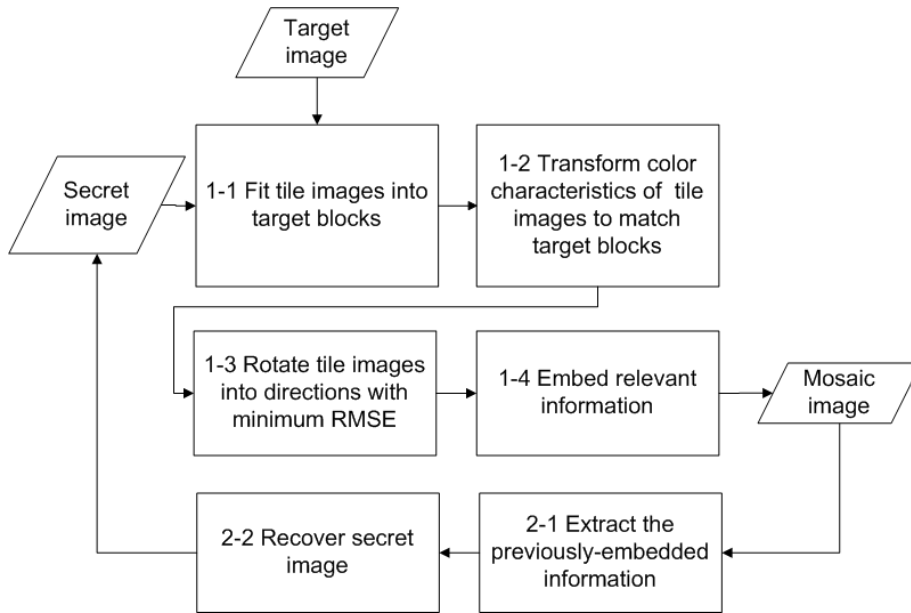 Target
image
Secret
image
1-1 Fit tile images into
target blocks
1-2 Transform color
characteristics of tile
images to match
target blocks
1-3 Rotate tile images
into directions with
minimum RMSE
1-4 Embed relevant
information
Mosaic
image
2-1 Extract the
previously-embedded
information
2-2 Recover secret
image